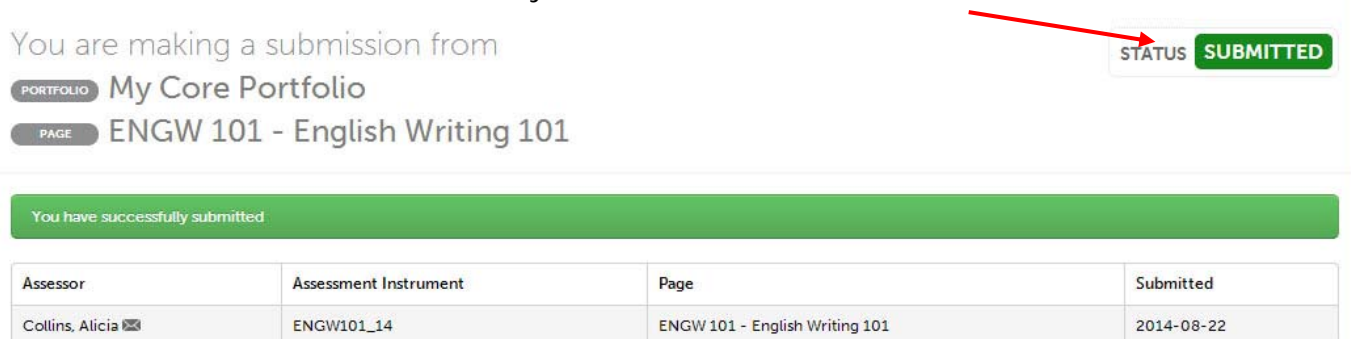 You are making a submission from
STATUS SUBMITTED
PORTFOLIO My Core Portfolio
PAGE ENGW 101 - English Writing 101
You have successfully submitted
Assessor Assessment Instrument Page Submitted
Collins, Alicia ENGW101_14 ENGW 101 - English Writing 101 2014-08-22